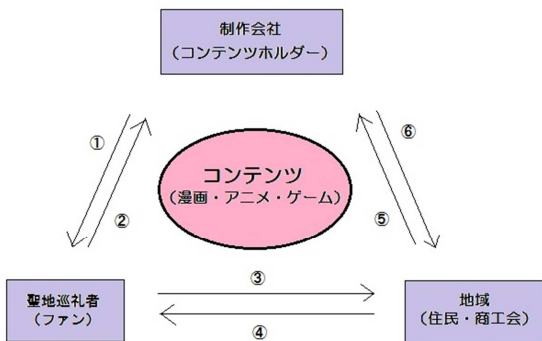 制作会社
（コンテンツホルダー）
①
⑥
コンテンツ
（漫画・アニメ・ゲーム）
②
⑤
③
聖地巡礼者
（ファン）
地域
（住民・商工会）
④